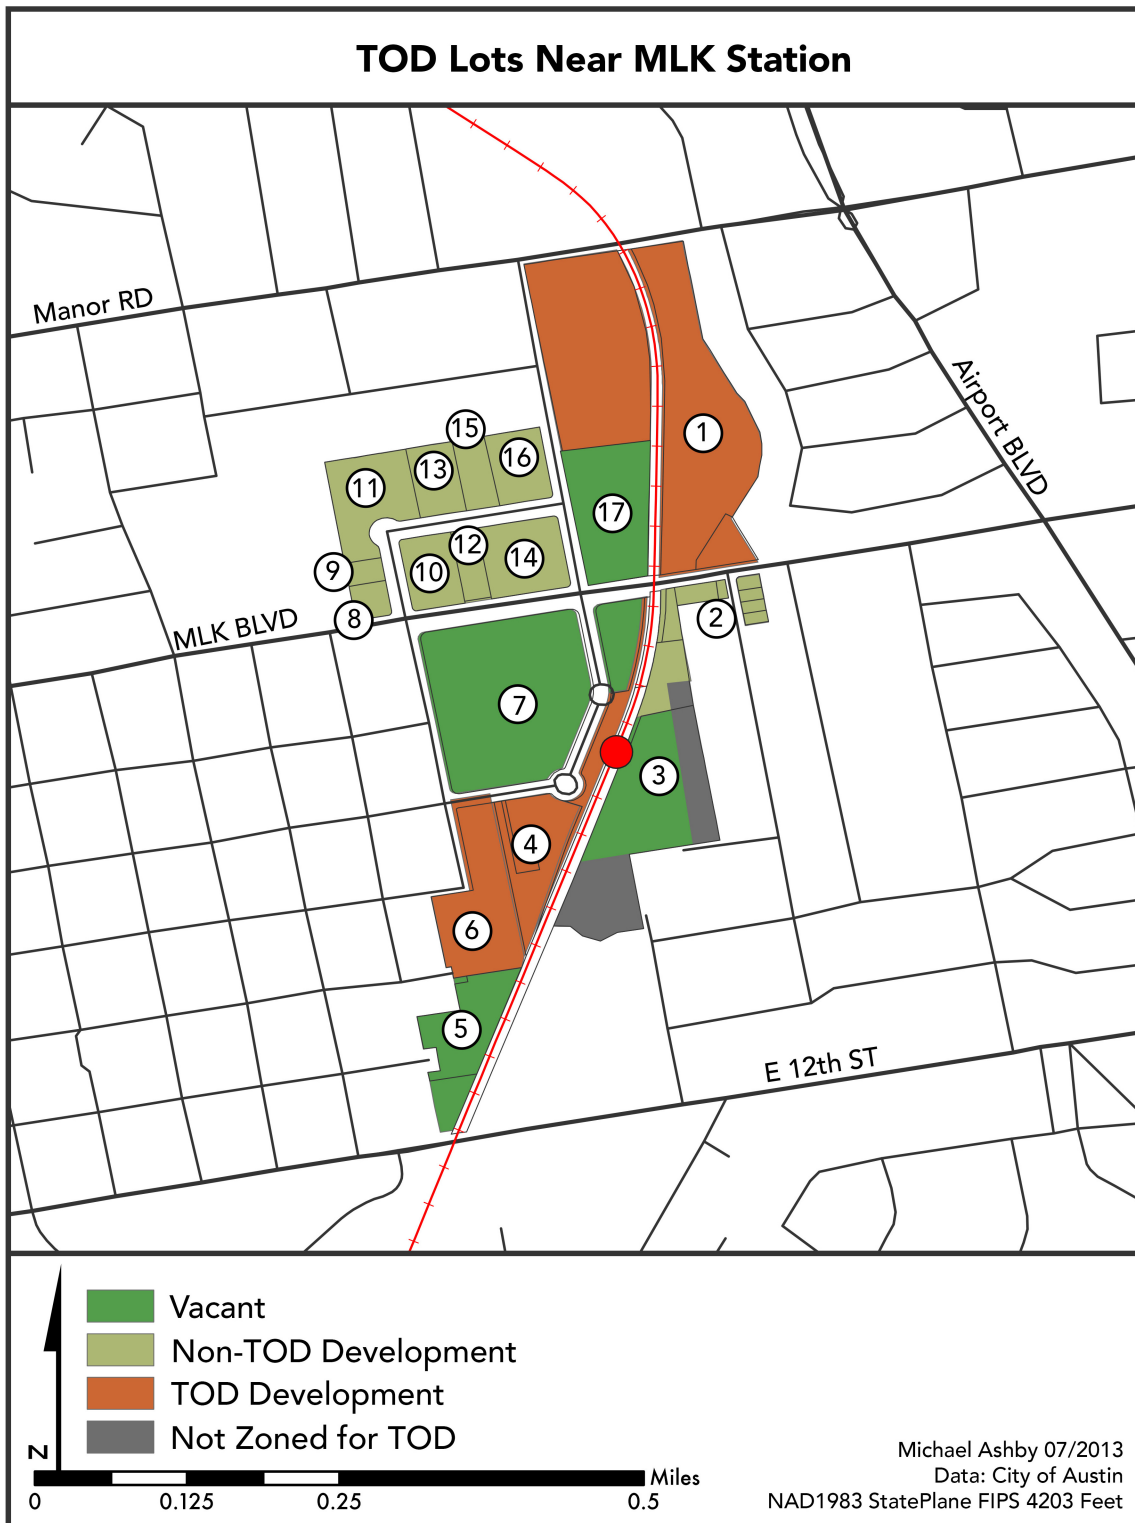 TOD Lots Near MLK Station
Manor RD
Airport BLVD
1
15
16
13
11
17
12
14
10
9
8
MLK BLVD
2
7
3
4
6
5
E 12th ST
Vacant
Non-TOD Development
TOD Development
Not Zoned for TOD
N
Miles
0 0.125 0.25 0.5
Michael Ashby 07/2013
Data: City of Austin
NAD1983 StatePlane FIPS 4203 Feet